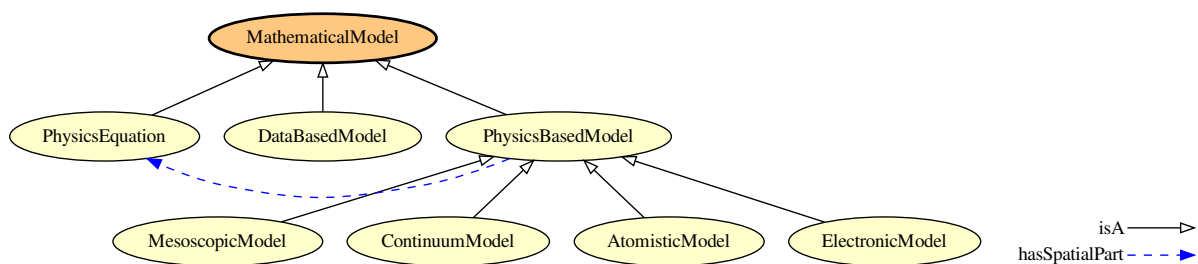 MathematicalModel
PhysicsEquation
DataBasedModel
PhysicsBasedModel
MesoscopicModel
ContinuumModel
AtomisticModel
ElectronicModel
isA
hasSpatialPart